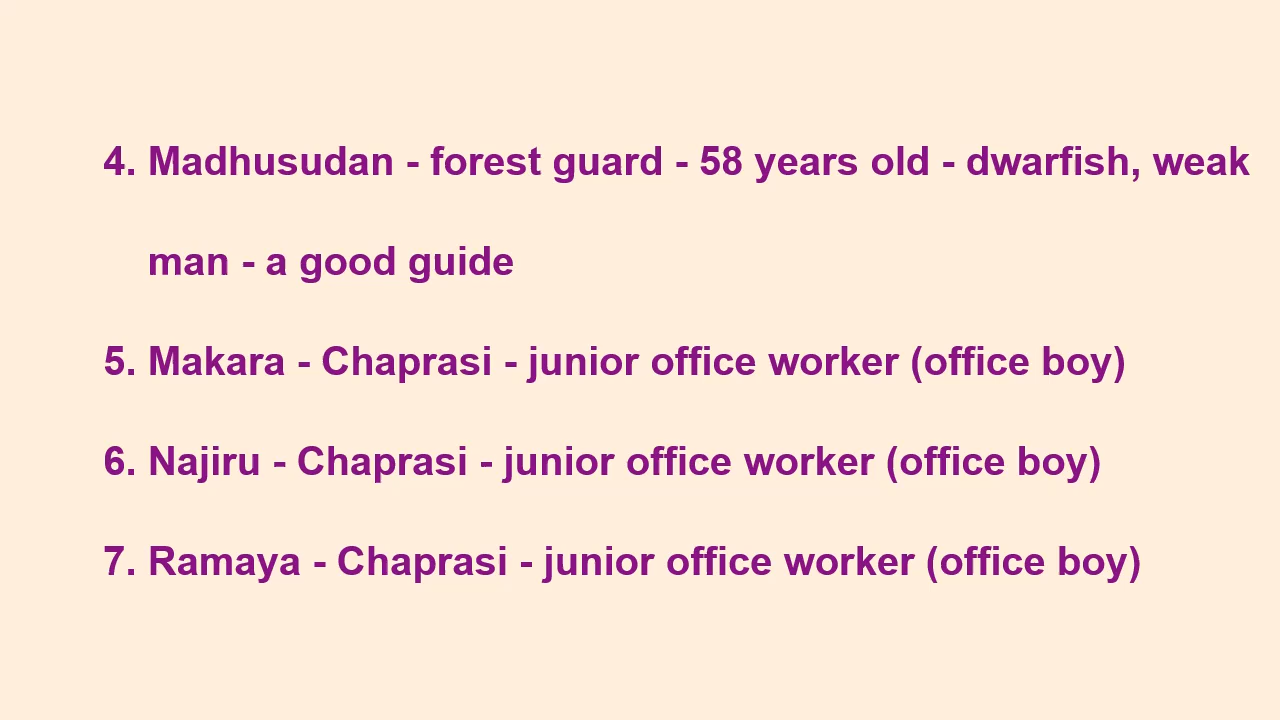 4. Madhusudan - forest guard - 58 years old - dwarfish, weak
man - a good guide
5. Makara - Chaprasi - junior office worker (office boy)
6. Najiru - Chaprasi - junior office worker (office boy)
7. Ramaya - Chaprasi - junior office worker (office boy)